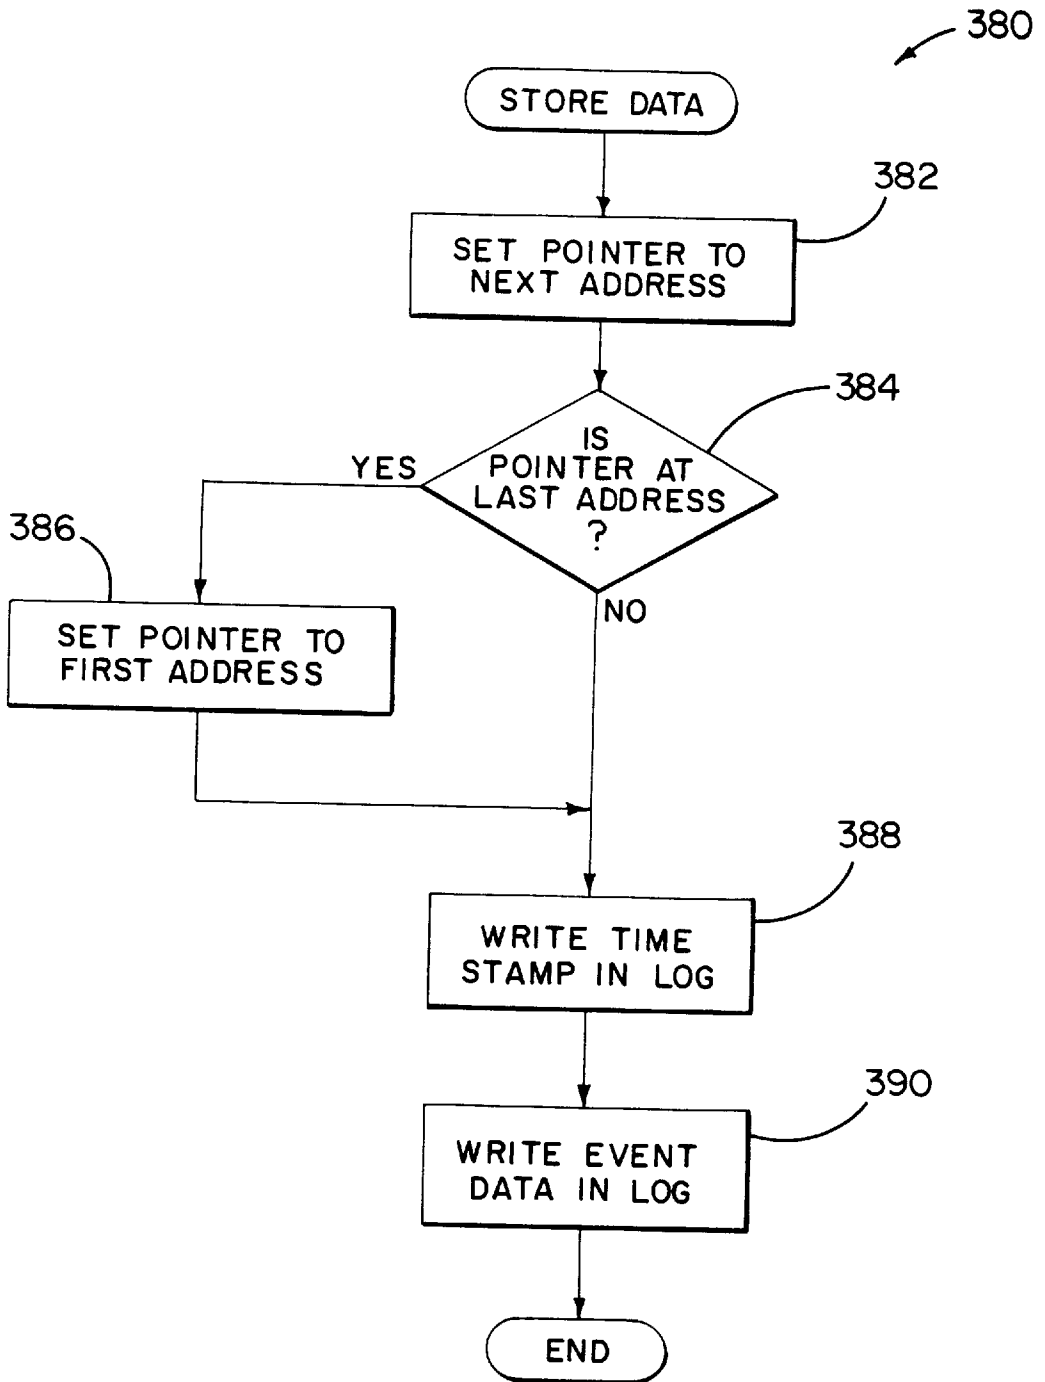 380
STORE DATA
382
SET POINTER TO
NEXT ADDRESS
384
IS
POINTER AT
LAST ADDRESS
?
YES
NO
386
SET POINTER TO
FIRST ADDRESS
388
WRITE TIME
STAMP IN LOG
390
WRITE EVENT
DATA IN LOG
END